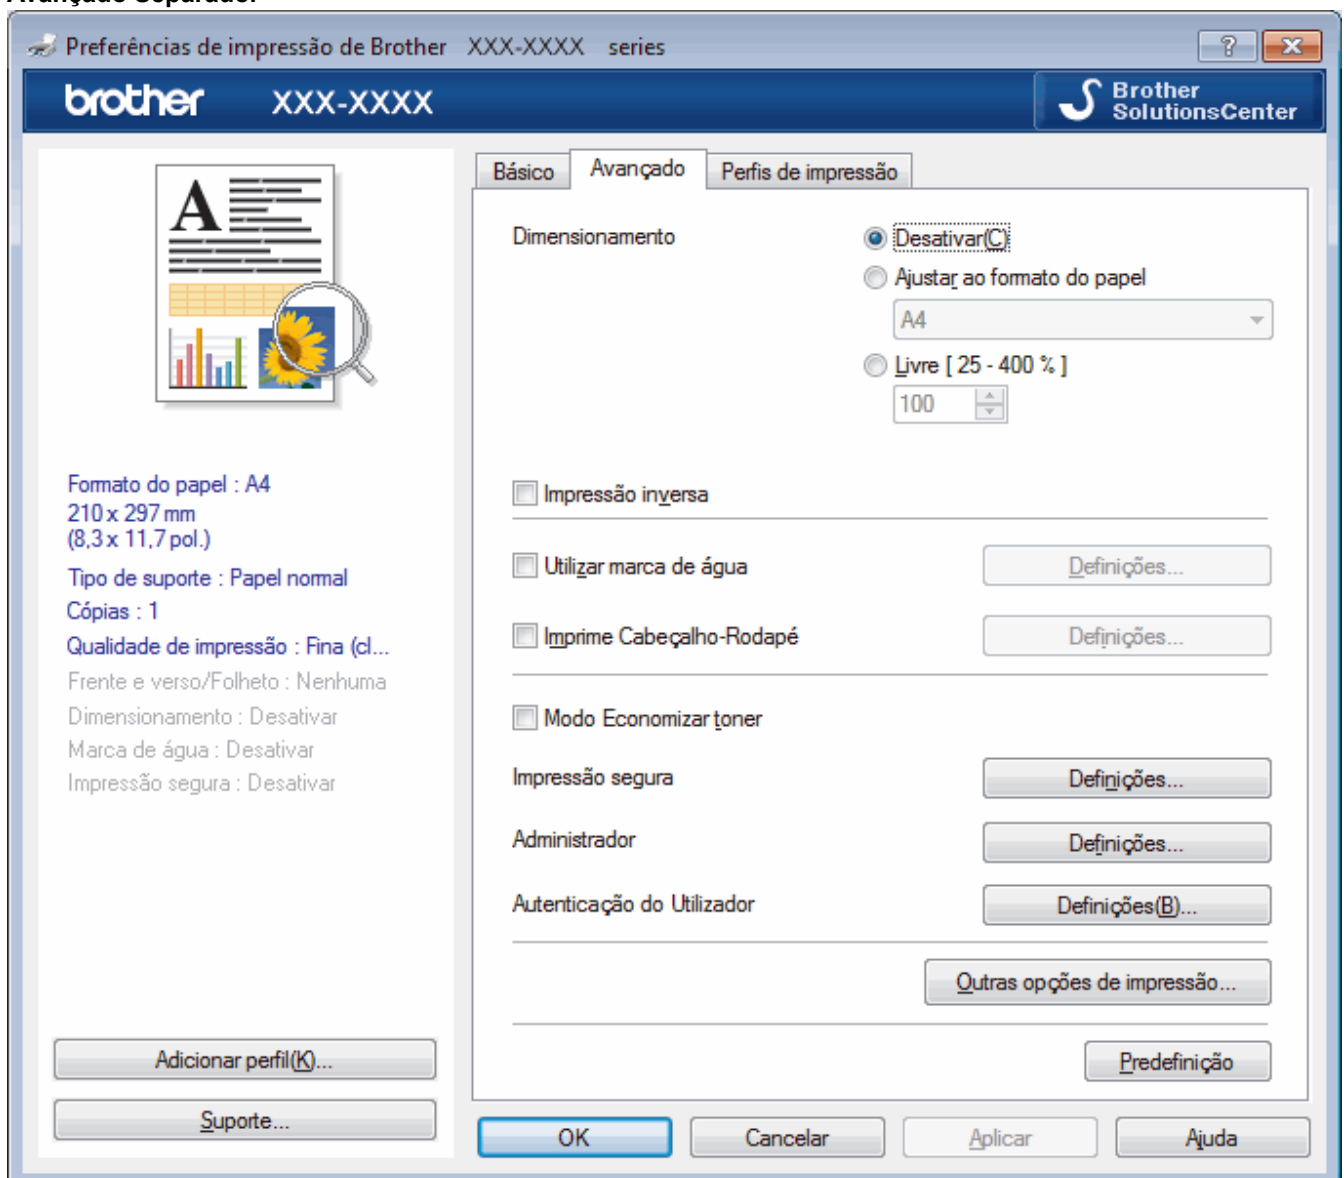 Avançado Separador
Preferências de impressão de Brother XXX-XXXX series
brother XXX-XXXX
Brother
SolutionsCenter
A
Formato do papel : A4
210 x 297 mm
(8,3 x 11,7 pol.)
Tipo de suporte : Papel normal
Cópias : 1
Qualidade de impressão : Fina (cl...
Frente e verso/Folheto : Nenhuma
Dimensionamento : Desativar
Marca de água : Desativar
Impressão segura : Desativar
Adicionar perfil(K)...
Suporte...
Básico Avançado Perfis de impressão
Dimensionamento
Desativar(C)
Ajustar ao formato do papel
A4
Livre [ 25 - 400 % ]
100
Impressão inversa
Utilizar marca de água Definições...
Imprime Cabeçalho-Rodapé Definições...
Modo Economizar toner
Impressão segura Definições...
Administrador Definições...
Autenticação do Utilizador Definições(B)...
Outras opções de impressão...
Predefinição
OK Cancelar Aplicar Ajuda